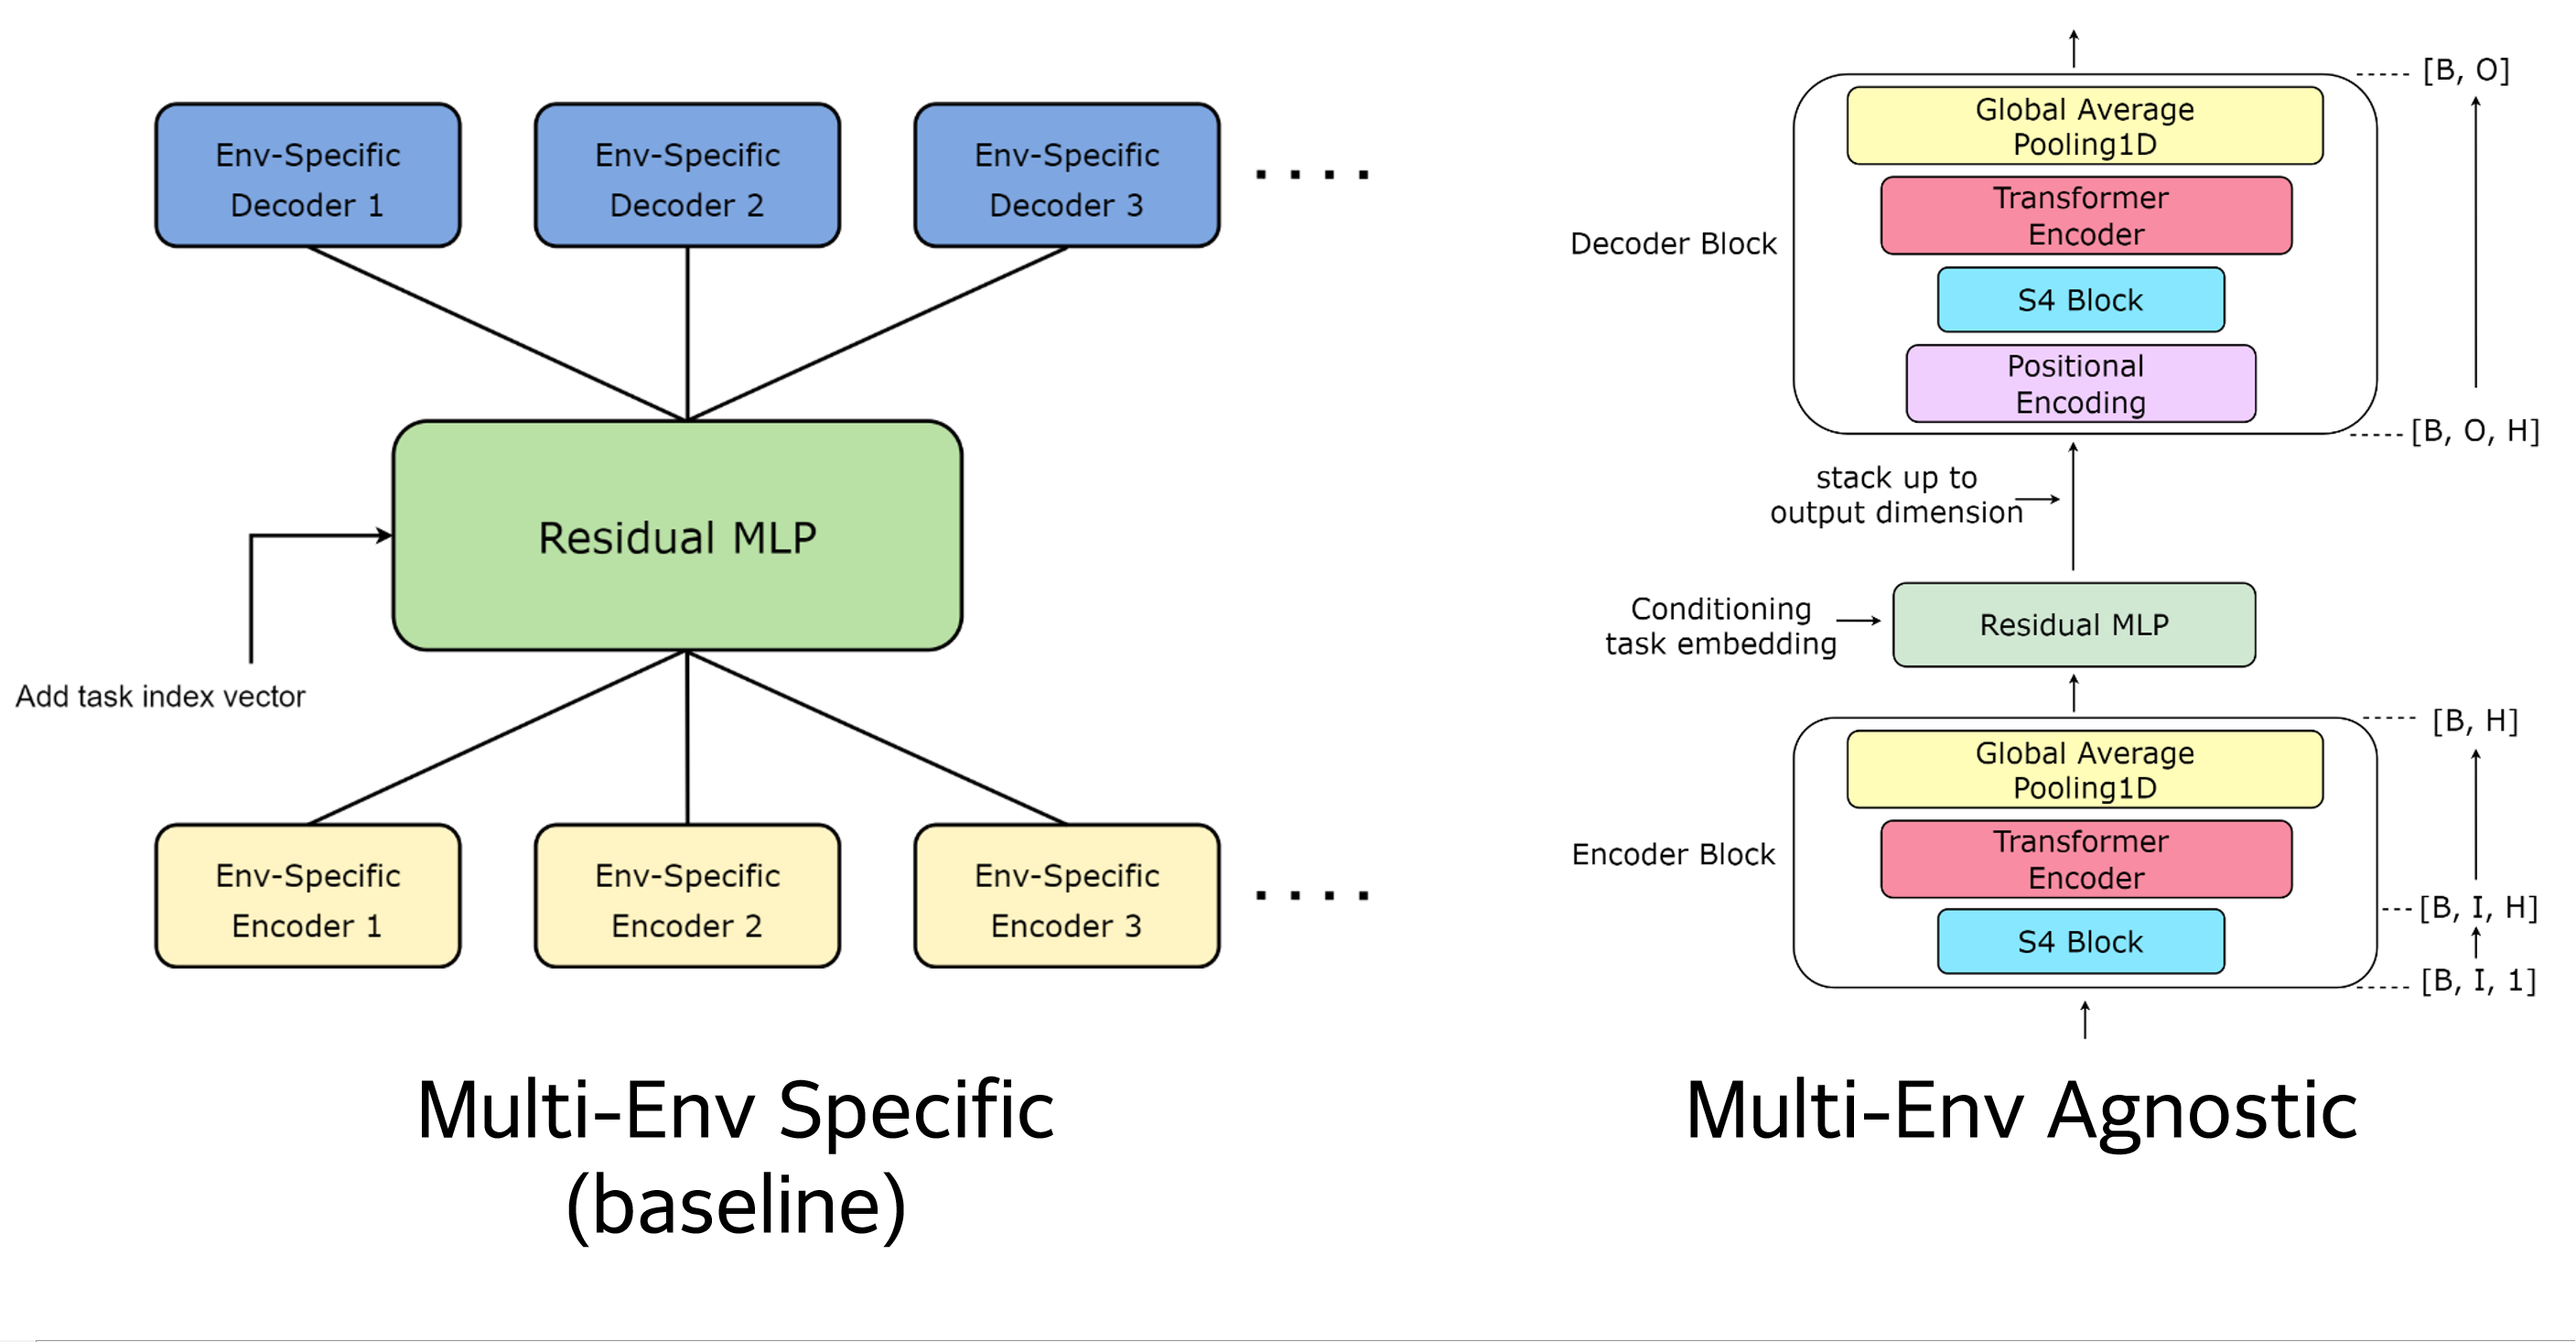 Env-Specific
Decoder 1
Env-Specific
Decoder 2
Env-Specific
Decoder 3
....
Residual MLP
Add task index vector
Env-Specific
Encoder 1
Env-Specific
Encoder 2
Env-Specific
Encoder 3
....
Multi-Env Specific
(baseline)
[B, O]
Global Average
Pooling1D
Transformer
Encoder
Decoder Block
S4 Block
Positional
Encoding
[B, O, H]
stack up to
output dimension
Conditioning
task embedding
Residual MLP
[B, H]
Global Average
Pooling1D
Transformer
Encoder
Encoder Block
[B, I, H]
S4 Block
[B, I, 1]
Multi-Env Agnostic